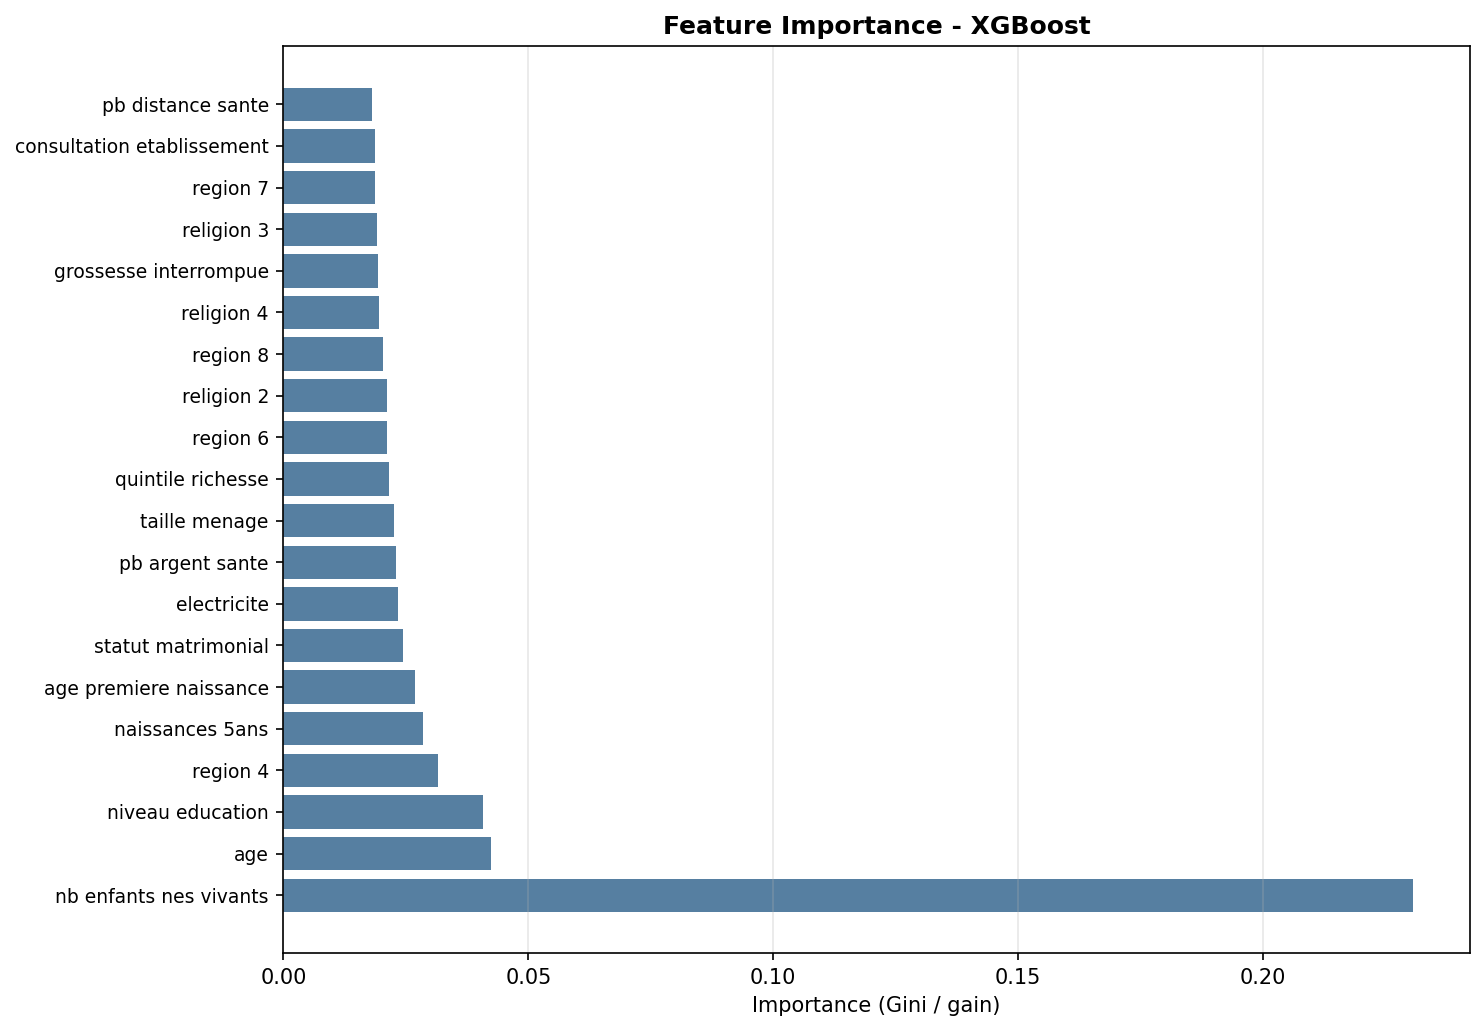 Feature Importance - XGBoost
pb distance sante
consultation etablissement
region 7
religion 3
grossesse interrompue
religion 4
region 8
religion 2
region 6
quintile richesse
taille menage
pb argent sante
electricite
statut matrimonial
age premiere naissance
naissances 5ans
region 4
niveau education
age
nb enfants nes vivants
0.00 0.05 0.10 0.15 0.20
Importance (Gini / gain)